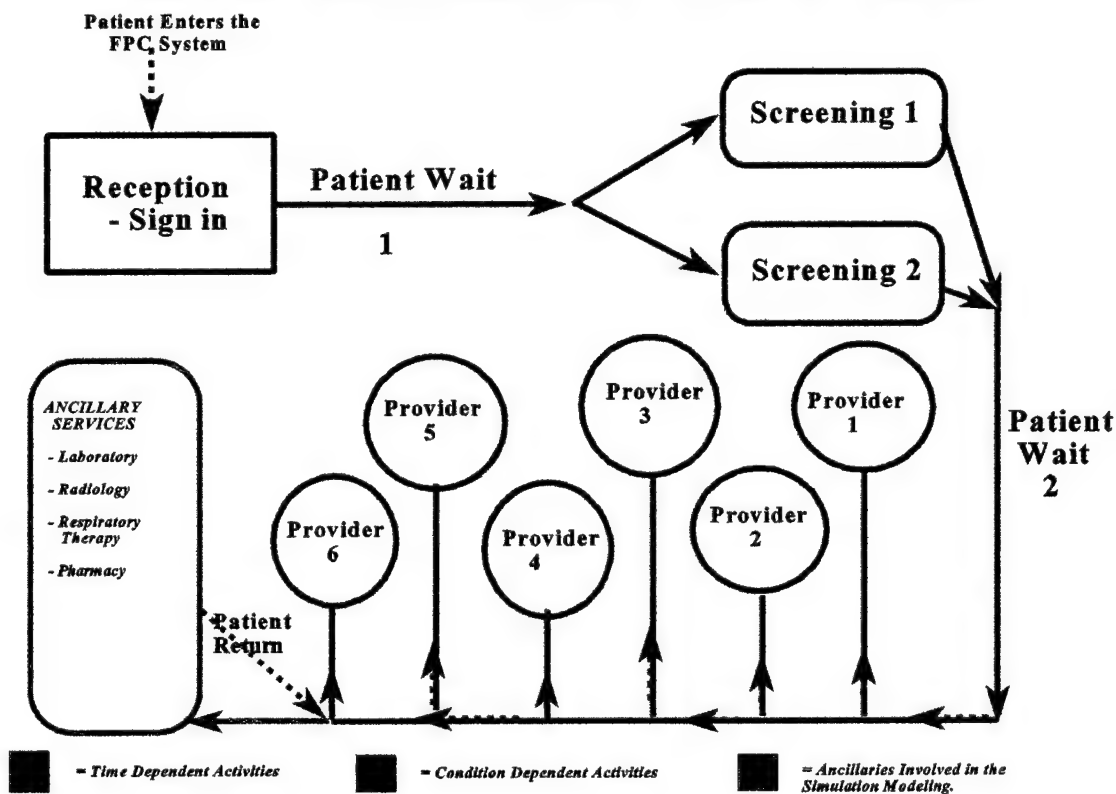 Patient Enters the
FPC System
Reception
- Sign in
Patient Wait
1
Screening 1
Screening 2
Patient
Wait
2
ANCILLARY
SERVICES
- Laboratory
- Radiology
- Respiratory
Therapy
- Pharmacy
Provider
6
Provider
5
Provider
4
Provider
3
Provider
2
Provider
1
Patient
Return
= Time Dependent Activities
= Condition Dependent Activities
= Ancillaries Involved in the
Simulation Modeling.